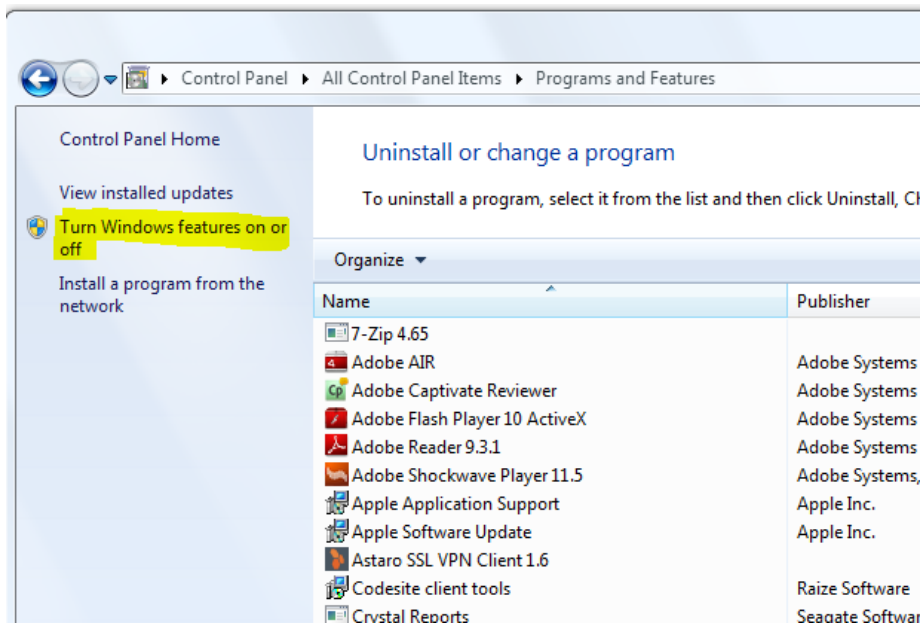 Control Panel ▸ All Control Panel Items ▸ Programs and Features
Control Panel Home
View installed updates
Turn Windows features on or
off
Install a program from the
network
Uninstall or change a program
To uninstall a program, select it from the list and then click Uninstall,
Organize
Name Publisher
7-Zip 4.65
Adobe AIR Adobe Systems
Adobe Captivate Reviewer Adobe Systems
Adobe Flash Player 10 ActiveX Adobe Systems
Adobe Reader 9.3.1 Adobe Systems
Adobe Shockwave Player 11.5 Adobe Systems,
Apple Application Support Apple Inc.
Apple Software Update Apple Inc.
Astaro SSL VPN Client 1.6
Codesite client tools Raize Software
Crystal Reports Seagate